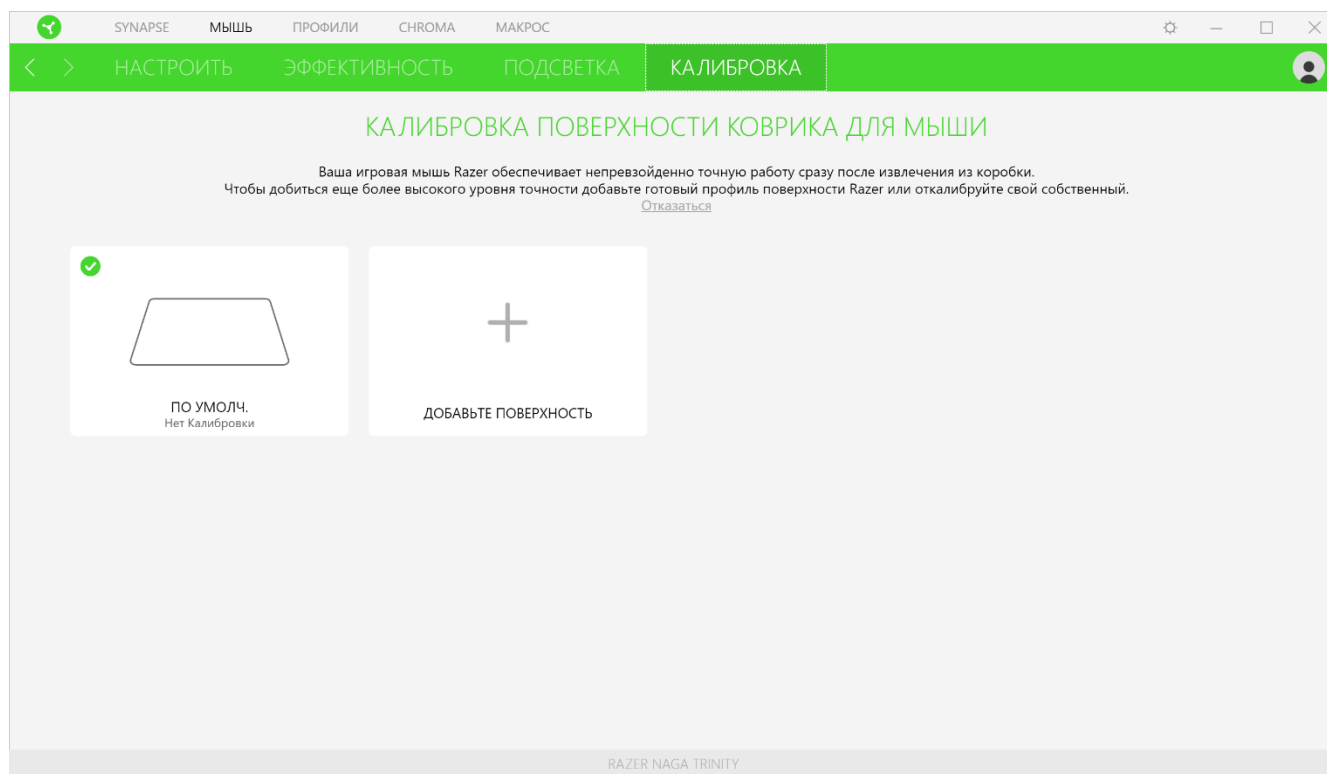 SYNAPSE МЫШЬ ПРОФИЛИ CHROMA МАКРОС
НАСТРОИТЬ ЭФФЕКТИВНОСТЬ ПОДСВЕТКА КАЛИБРОВКА
КАЛИБРОВКА ПОВЕРХНОСТИ КОВРИКА ДЛЯ МЫШИ
Ваша игровая мышь Razer обеспечивает непревзойденно точную работу сразу после извлечения из коробки.
Чтобы добиться еще более высокого уровня точности добавьте готовый профиль поверхности Razer или откалибруйте свой собственный.
Отказаться
ПО УМОЛЧ.
Нет Калибровки
ДОБАВЬТЕ ПОВЕРХНОСТЬ
RAZER NAGA TRINITY